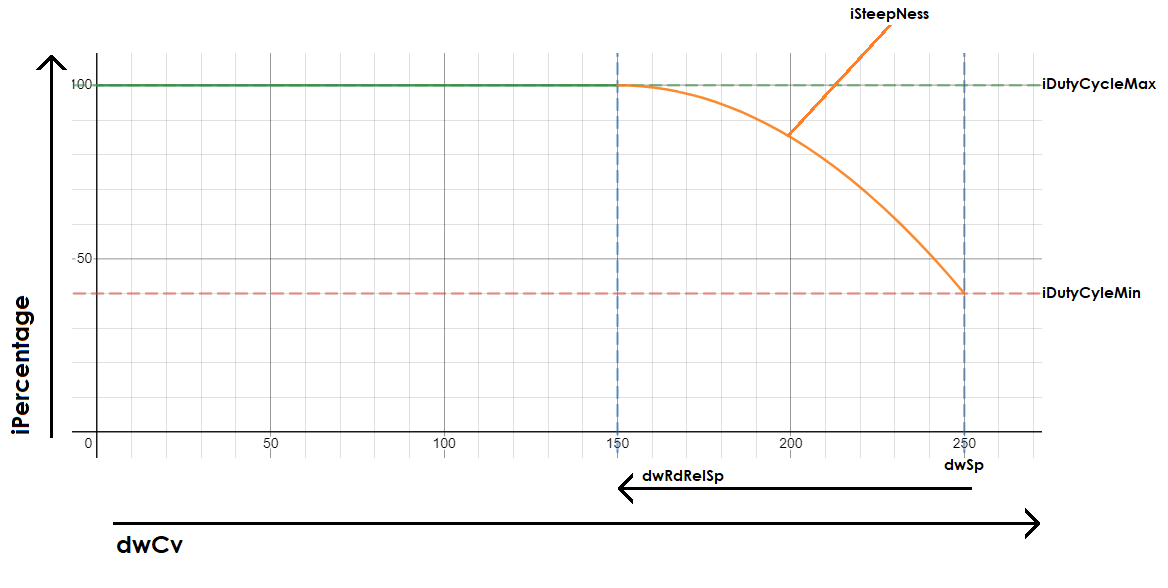 iSteepNess
100
iDutyCycleMax
50
iDutyCyleMin
iPercentage
0
50
100
150
200
250
dwSp
dwRdRelSp
dwCv